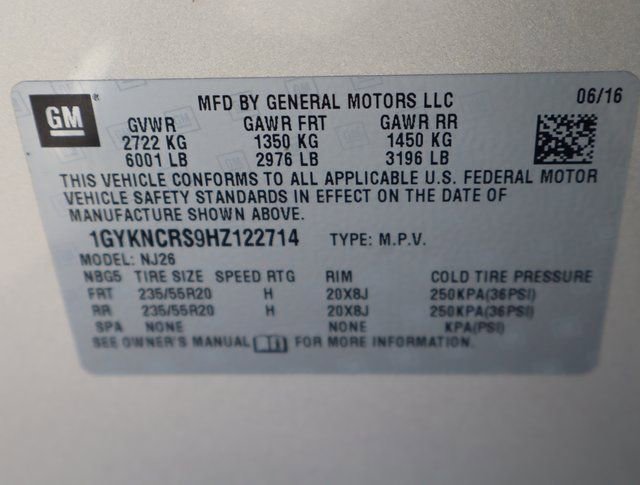 GM® MFD BY GENERAL MOTORS LLC 06/16
GVWR GAWR FRT GAWR RR
2722 KG 1350 KG 1450 KG
6001 LB 2976 LB 3196 LB
THIS VEHICLE CONFORMS TO ALL APPLICABLE U.S. FEDERAL MOTOR
VEHICLE SAFETY STANDARDS IN EFFECT ON THE DATE OF
MANUFACTURE SHOWN ABOVE.
1GYKNCRS9HZ122714 TYPE: M.P.V.
MODEL: NJ26
NBG5 TIRE SIZE SPEED RTG RIM COLD TIRE PRESSURE
FRT 235/55R20 H 20X8J 250KPA(36PSI)
RR 235/55R20 H 20X8J 250KPA(36PSI)
SPA NONE NONE KPA(PSI)
SEE OWNER'S MANUAL FOR MORE INFORMATION.